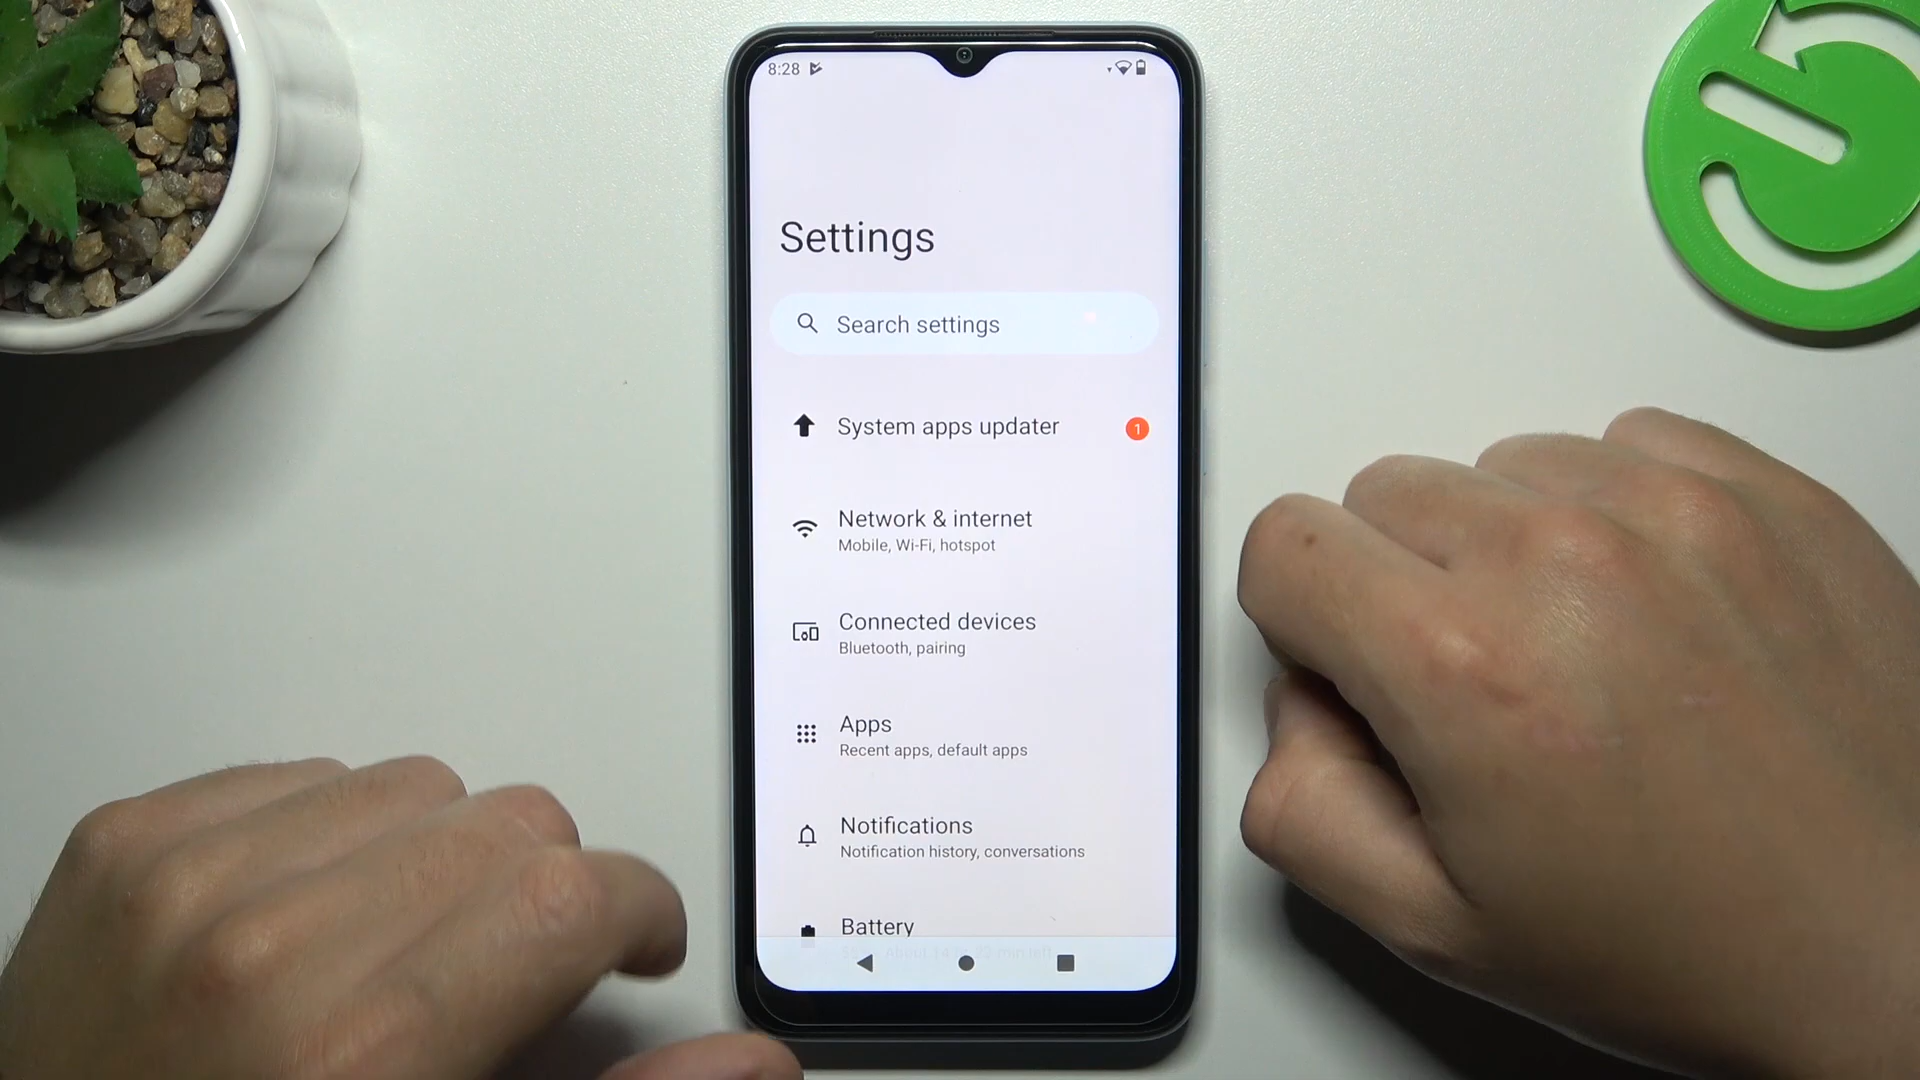 8:28
Settings
Search settings
System apps updater
1
Network & internet
Mobile, Wi-Fi, hotspot
Connected devices
Bluetooth, pairing
Apps
Recent apps, default apps
Notifications
Notification history, conversations
Battery